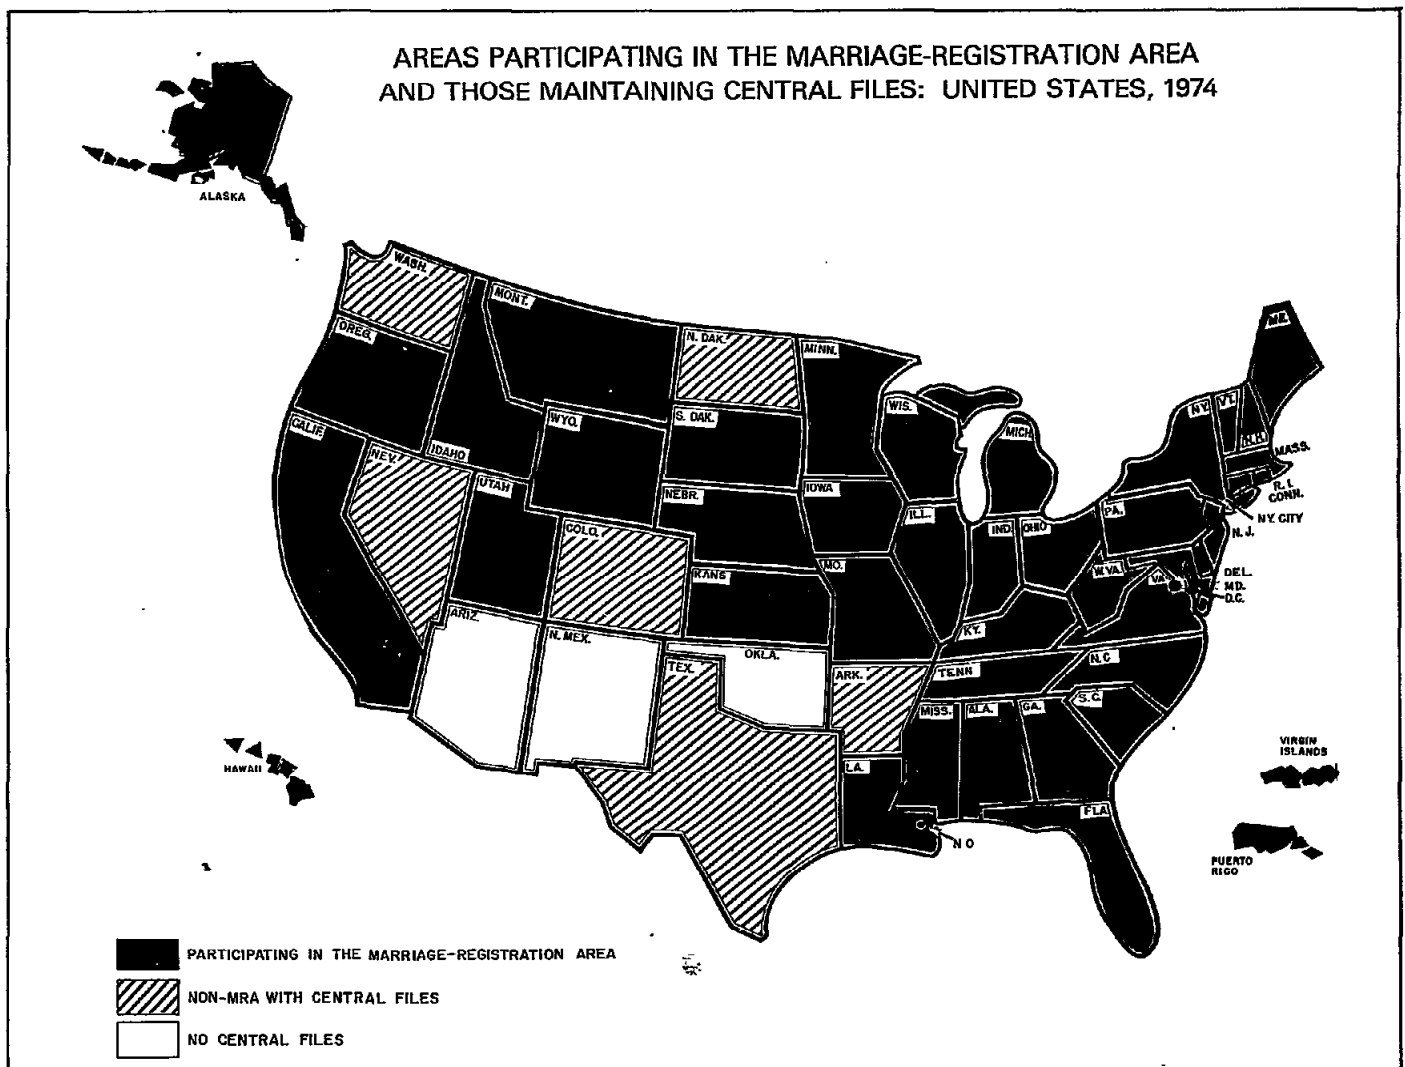 AREAS PARTICIPATING IN THE MARRIAGE-REGISTRATION AREA
AND THOSE MAINTAINING CENTRAL FILES: UNITED STATES, 1974
ALASKA
WASH.
MONT.
OREG.
N. DAK.
MINN.
ME.
WIS.
N.Y.
VT.
CALIF.
WYO.
S. DAK.
MICH.
N.H.
MASS.
NEV.
IDAHO
UTAH
NEBR.
IOWA
R. I.
CONN.
ILL.
PA.
N.Y. CITY
COLO.
IND.
OHIO
N. J.
MO.
KANS
W.VA.
VA.
DEL.
MD.
D.C.
ARIZ.
N. MEX.
KY.
OKLA.
TEX.
ARK.
TENN
N.C
S.C.
MISS.
ALA.
GA.
HAWAII
LA.
VIRGIN
ISLANDS
FLA
N O
PUERTO
RICO
PARTICIPATING IN THE MARRIAGE-REGISTRATION AREA
NON-MRA WITH CENTRAL FILES
NO CENTRAL FILES